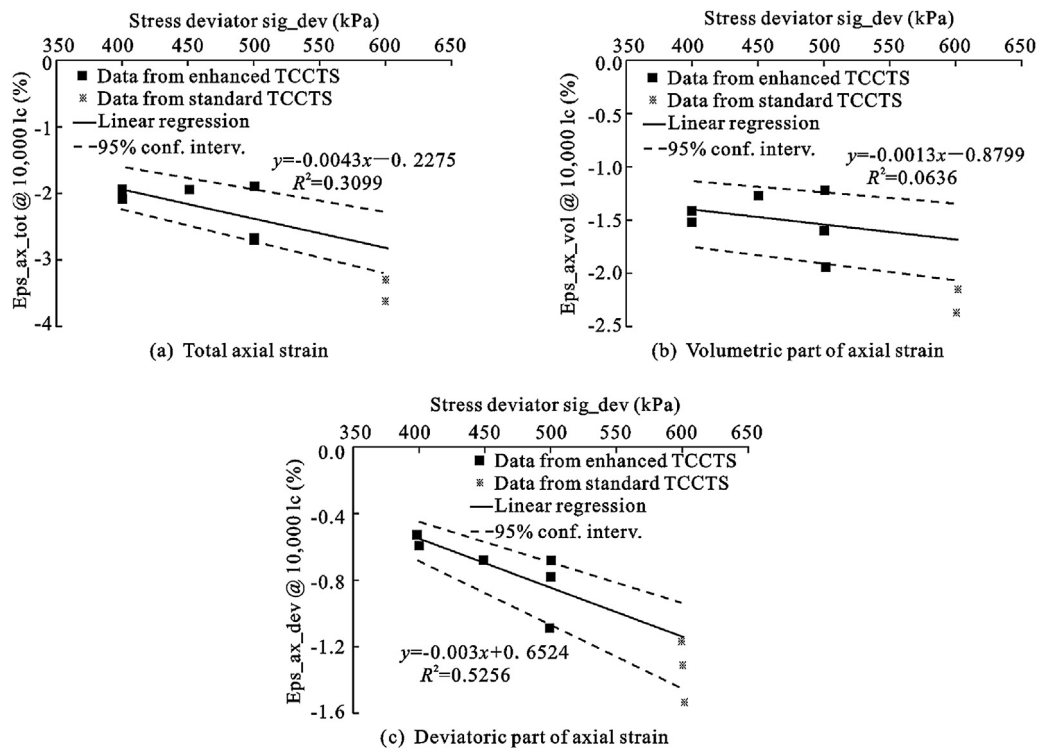 Stress deviator sig_dev (kPa)
350 400 450 500 550 600 650
0
-1
-2
-3
-4
Eps_ax_tot @ 10,000 lc (%)
Data from enhanced TCCTS
Data from standard TCCTS
Linear regression
95% conf. interv.
y=-0.0043x-0.2275
R²=0.3099
(a) Total axial strain
Stress deviator sig_dev (kPa)
350 400 450 500 550 600 650
0.0
-0.5
-1.0
-1.5
-2.0
-2.5
Eps_ax_vol @ 10,000 lc (%)
Data from enhanced TCCTS
Data from standard TCCTS
Linear regression
95% conf. interv.
y=-0.0013x-0.8799
R²=0.0636
(b) Volumetric part of axial strain
Stress deviator sig_dev (kPa)
350 400 450 500 550 600 650
0.0
-0.4
-0.8
-1.2
-1.6
Eps_ax_dev @ 10,000 lc (%)
Data from enhanced TCCTS
Data from standard TCCTS
Linear regression
95% conf. interv.
y=-0.003x+0.6524
R²=0.5256
(c) Deviatoric part of axial strain